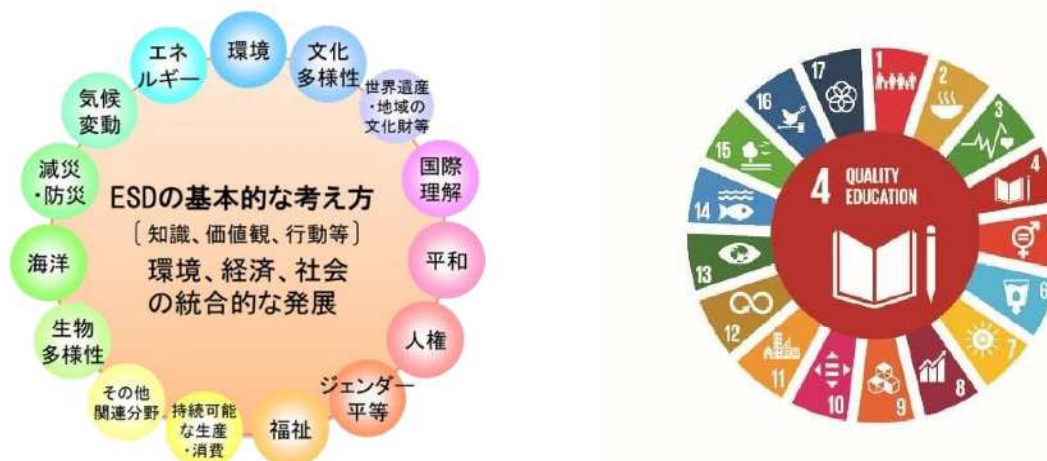 環境
文化
多様性
世界遺産
・地域の
文化財等
国際
理解
平和
人権
ジェンダー
平等
福祉
持続可能
な生産
・消費
その他
関連分野
生物
多様性
海洋
減災
・防災
気候
変動
エネ
ルギー
ESDの基本的な考え方
[知識、価値観、行動等]
環境、経済、社会
の統合的な発展
1
2
3
4
6
7
8
9
10
11
12
13
14
15
16
17
4 QUALITY
EDUCATION